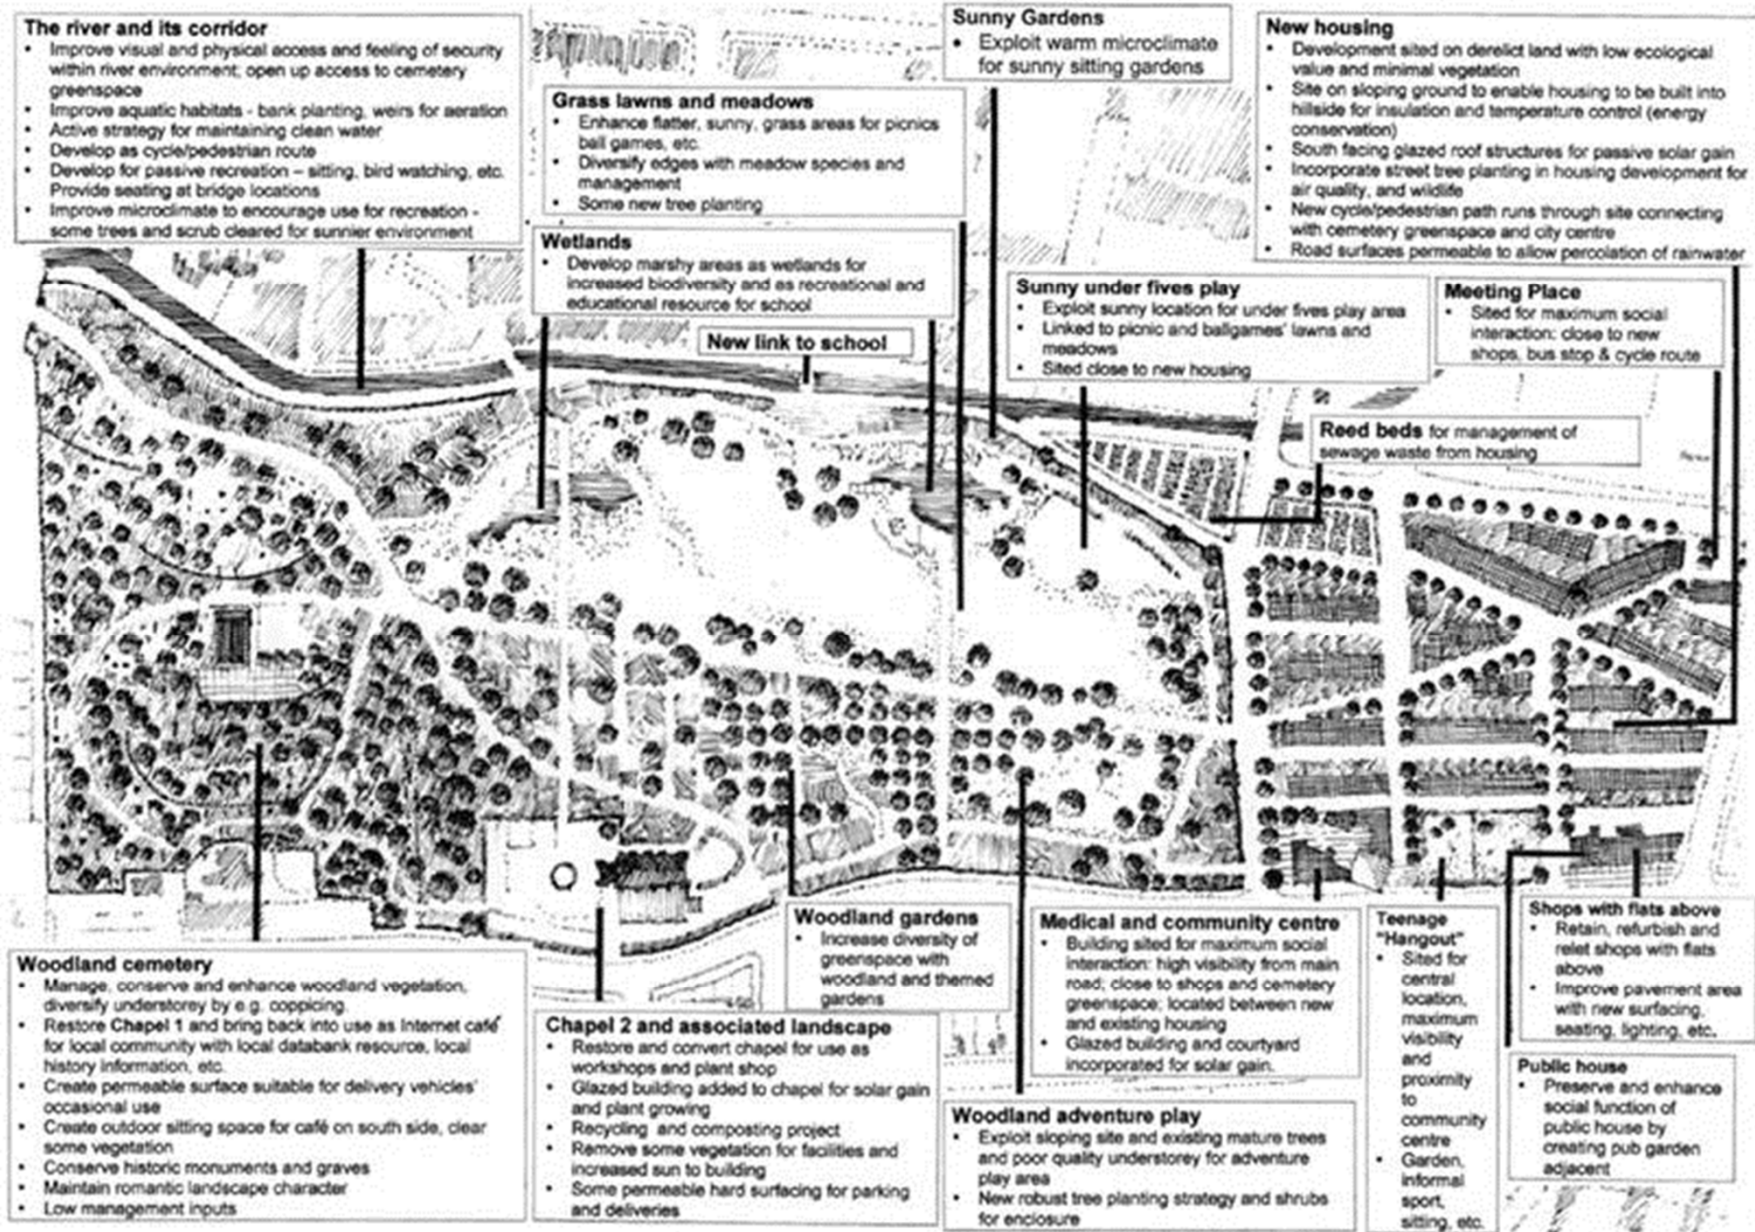 The river and its corridor
• Improve visual and physical access and feeling of security
within river environment; open up access to cemetery
greenspace
• Improve aquatic habitats - bank planting, weirs for aeration
• Active strategy for maintaining clean water
• Develop as cycle/pedestrian route
• Develop for passive recreation – sitting, bird watching, etc.
Provide seating at bridge locations
• Improve microclimate to encourage use for recreation -
some trees and scrub cleared for sunnier environment
Grass lawns and meadows
• Enhance flatter, sunny, grass areas for picnics
ball games, etc.
• Diversify edges with meadow species and
management
• Some new tree planting
Wetlands
• Develop marshy areas as wetlands for
increased biodiversity and as recreational and
educational resource for school
New link to school
Sunny Gardens
• Exploit warm microclimate
for sunny sitting gardens
New housing
• Development sited on derelict land with low ecological
value and minimal vegetation
• Site on sloping ground to enable housing to be built into
hillside for insulation and temperature control (energy
conservation)
• South facing glazed roof structures for passive solar gain
• Incorporate street tree planting in housing development for
air quality, and wildlife
• New cycle/pedestrian path runs through site connecting
with cemetery greenspace and city centre
• Road surfaces permeable to allow percolation of rainwater
Sunny under fives play
• Exploit sunny location for under fives play area
• Linked to picnic and ballgames' lawns and
meadows
• Sited close to new housing
Meeting Place
• Sited for maximum social
interaction: close to new
shops, bus stop & cycle route
Reed beds for management of
sewage waste from housing
Woodland cemetery
• Manage, conserve and enhance woodland vegetation,
diversify understorey by e.g. coppicing
• Restore Chapel 1 and bring back into use as Internet café
for local community with local databank resource, local
history information, etc.
• Create permeable surface suitable for delivery vehicles'
occasional use
• Create outdoor sitting space for café on south side, clear
some vegetation
• Conserve historic monuments and graves
• Maintain romantic landscape character
• Low management inputs
Chapel 2 and associated landscape
• Restore and convert chapel for use as
workshops and plant shop
• Glazed building added to chapel for solar gain
and plant growing
• Recycling and composting project
• Remove some vegetation for facilities and
increased sun to building
• Some permeable hard surfacing for parking
and deliveries
Woodland gardens
• Increase diversity of
greenspace with
woodland and themed
gardens
Woodland adventure play
• Exploit sloping site and existing mature trees
and poor quality understorey for adventure
play area
• New robust tree planting strategy and shrubs
for enclosure
Medical and community centre
• Building sited for maximum social
interaction: high visibility from main
road; close to shops and cemetery
greenspace; located between new
and existing housing
• Glazed building and courtyard
incorporated for solar gain.
Teenage
"Hangout"
• Sited for
central
location,
maximum
visibility
and
proximity
to
community
centre
• Garden,
informal
sport,
sitting, etc.
Shops with flats above
• Retain, refurbish and
relet shops with flats
above
• Improve pavement area
with new surfacing,
seating, lighting, etc.
Public house
• Preserve and enhance
social function of
public house by
creating pub garden
adjacent